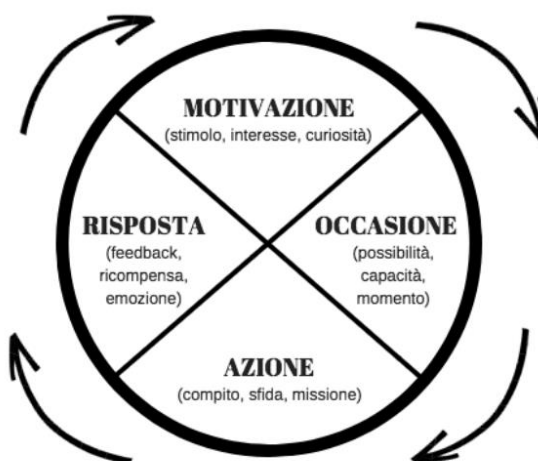 MOTIVAZIONE
(stimolo, interesse, curiosità)
RISPOSTA
(feedback,
ricompensa,
emozione)
OCCASIONE
(possibilità,
capacità,
momento)
AZIONE
(compito, sfida, missione)